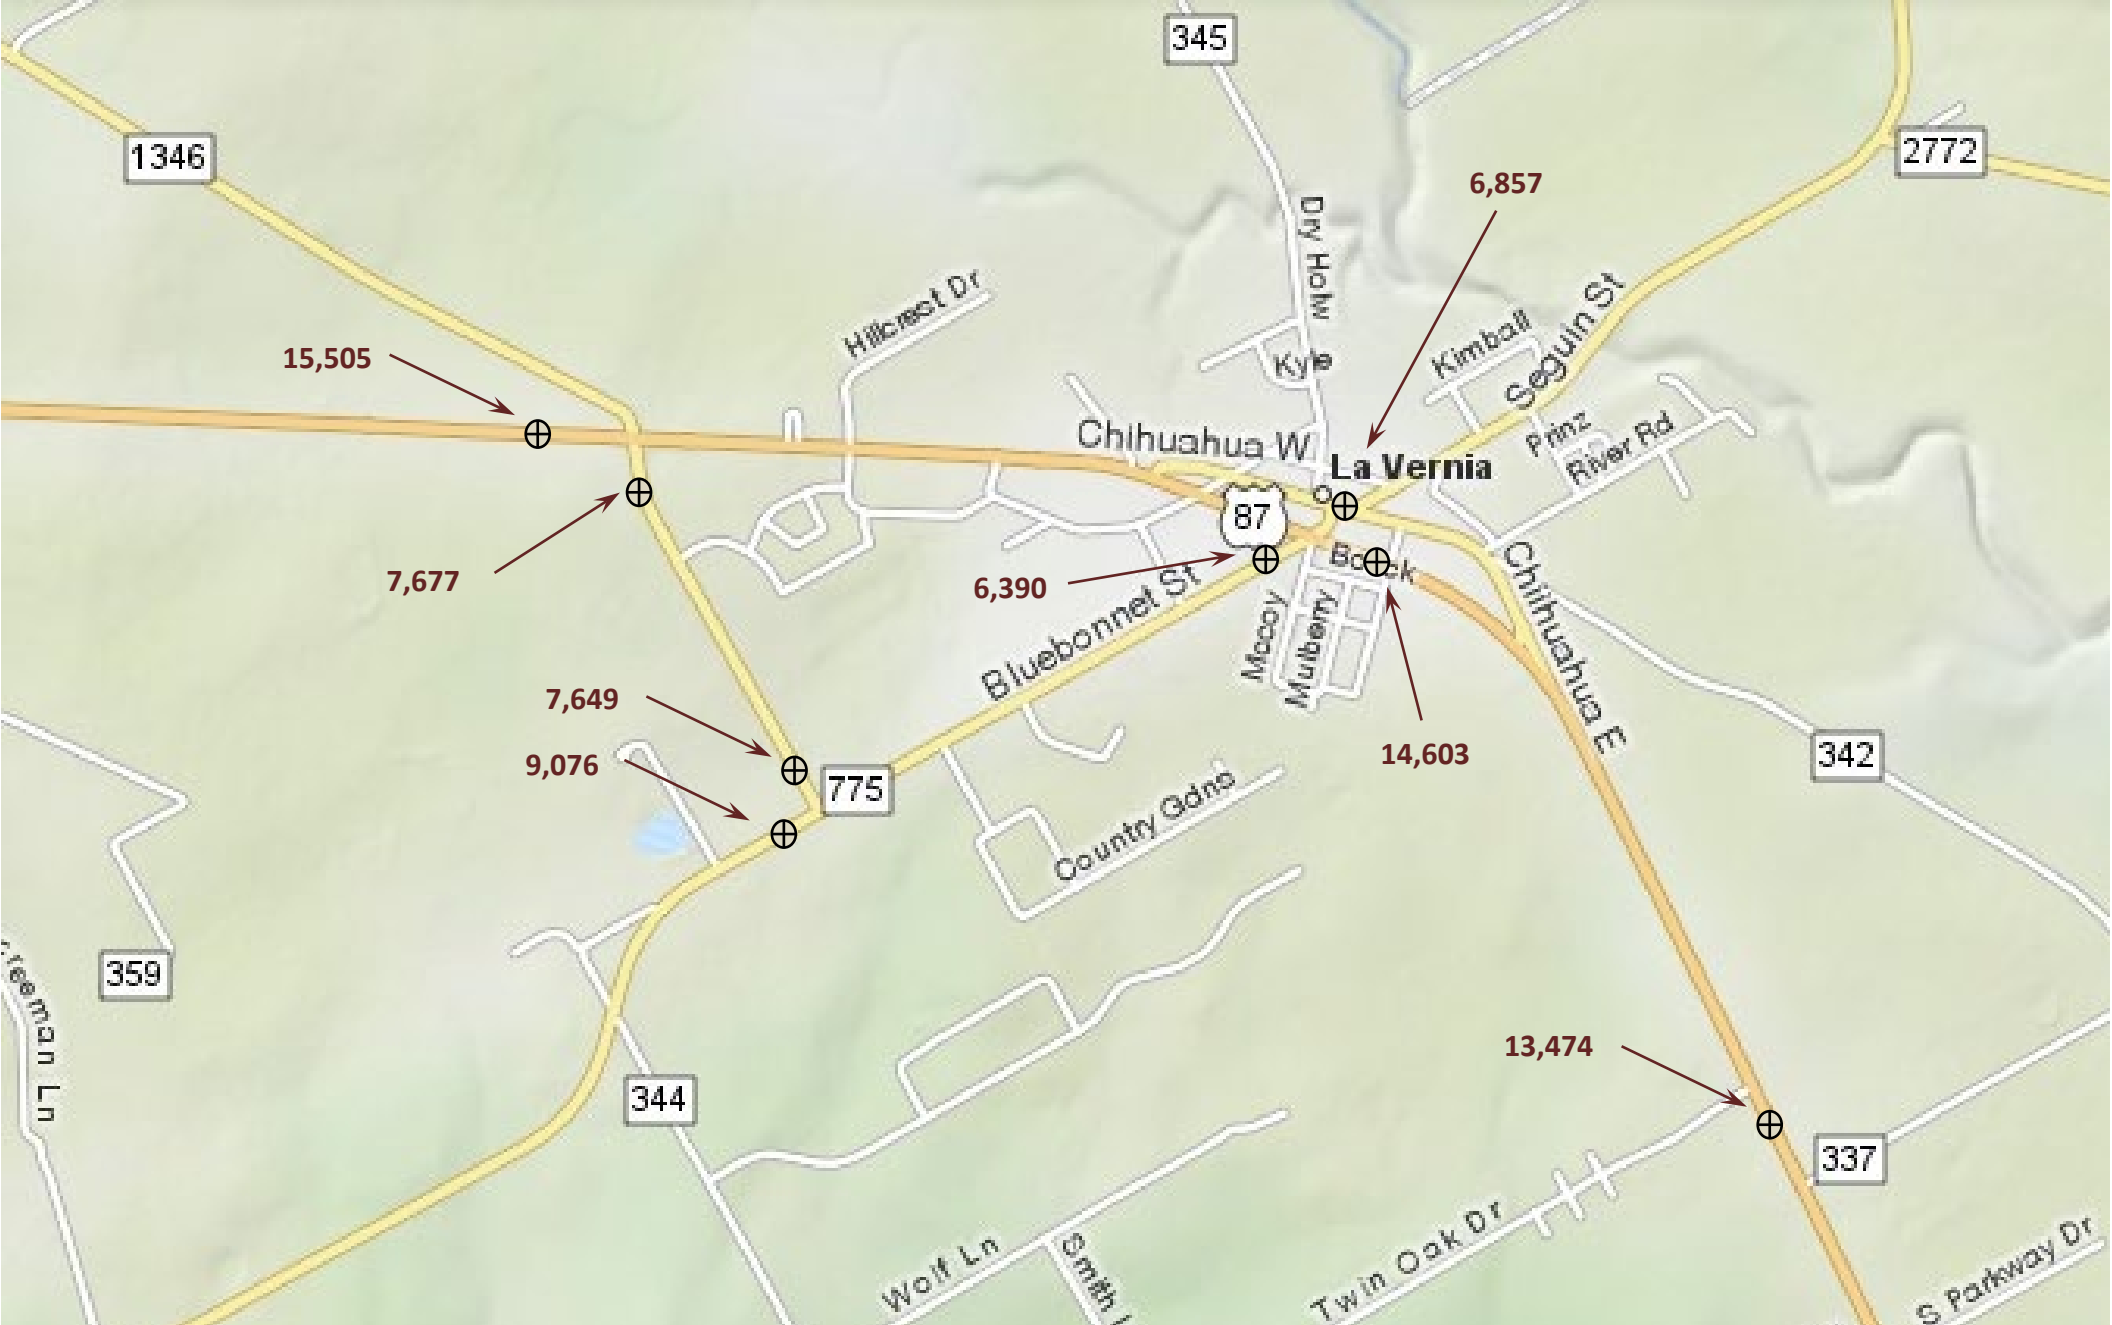 345
1346
2772
6,857
Dry Holw
Hillcrest Dr
Seguin St
Kimball
15,505
Kyle
Prinz
River Rd
Chihuahua W
La Vernia
87
7,677
6,390
Bluebonnet St
Mccoy
Mulberry
Chihuahua E
7,649
9,076
775
14,603
342
Country Gdns
359
13,474
344
337
Wolf Ln
Twin Oak Dr
S Parkway Dr